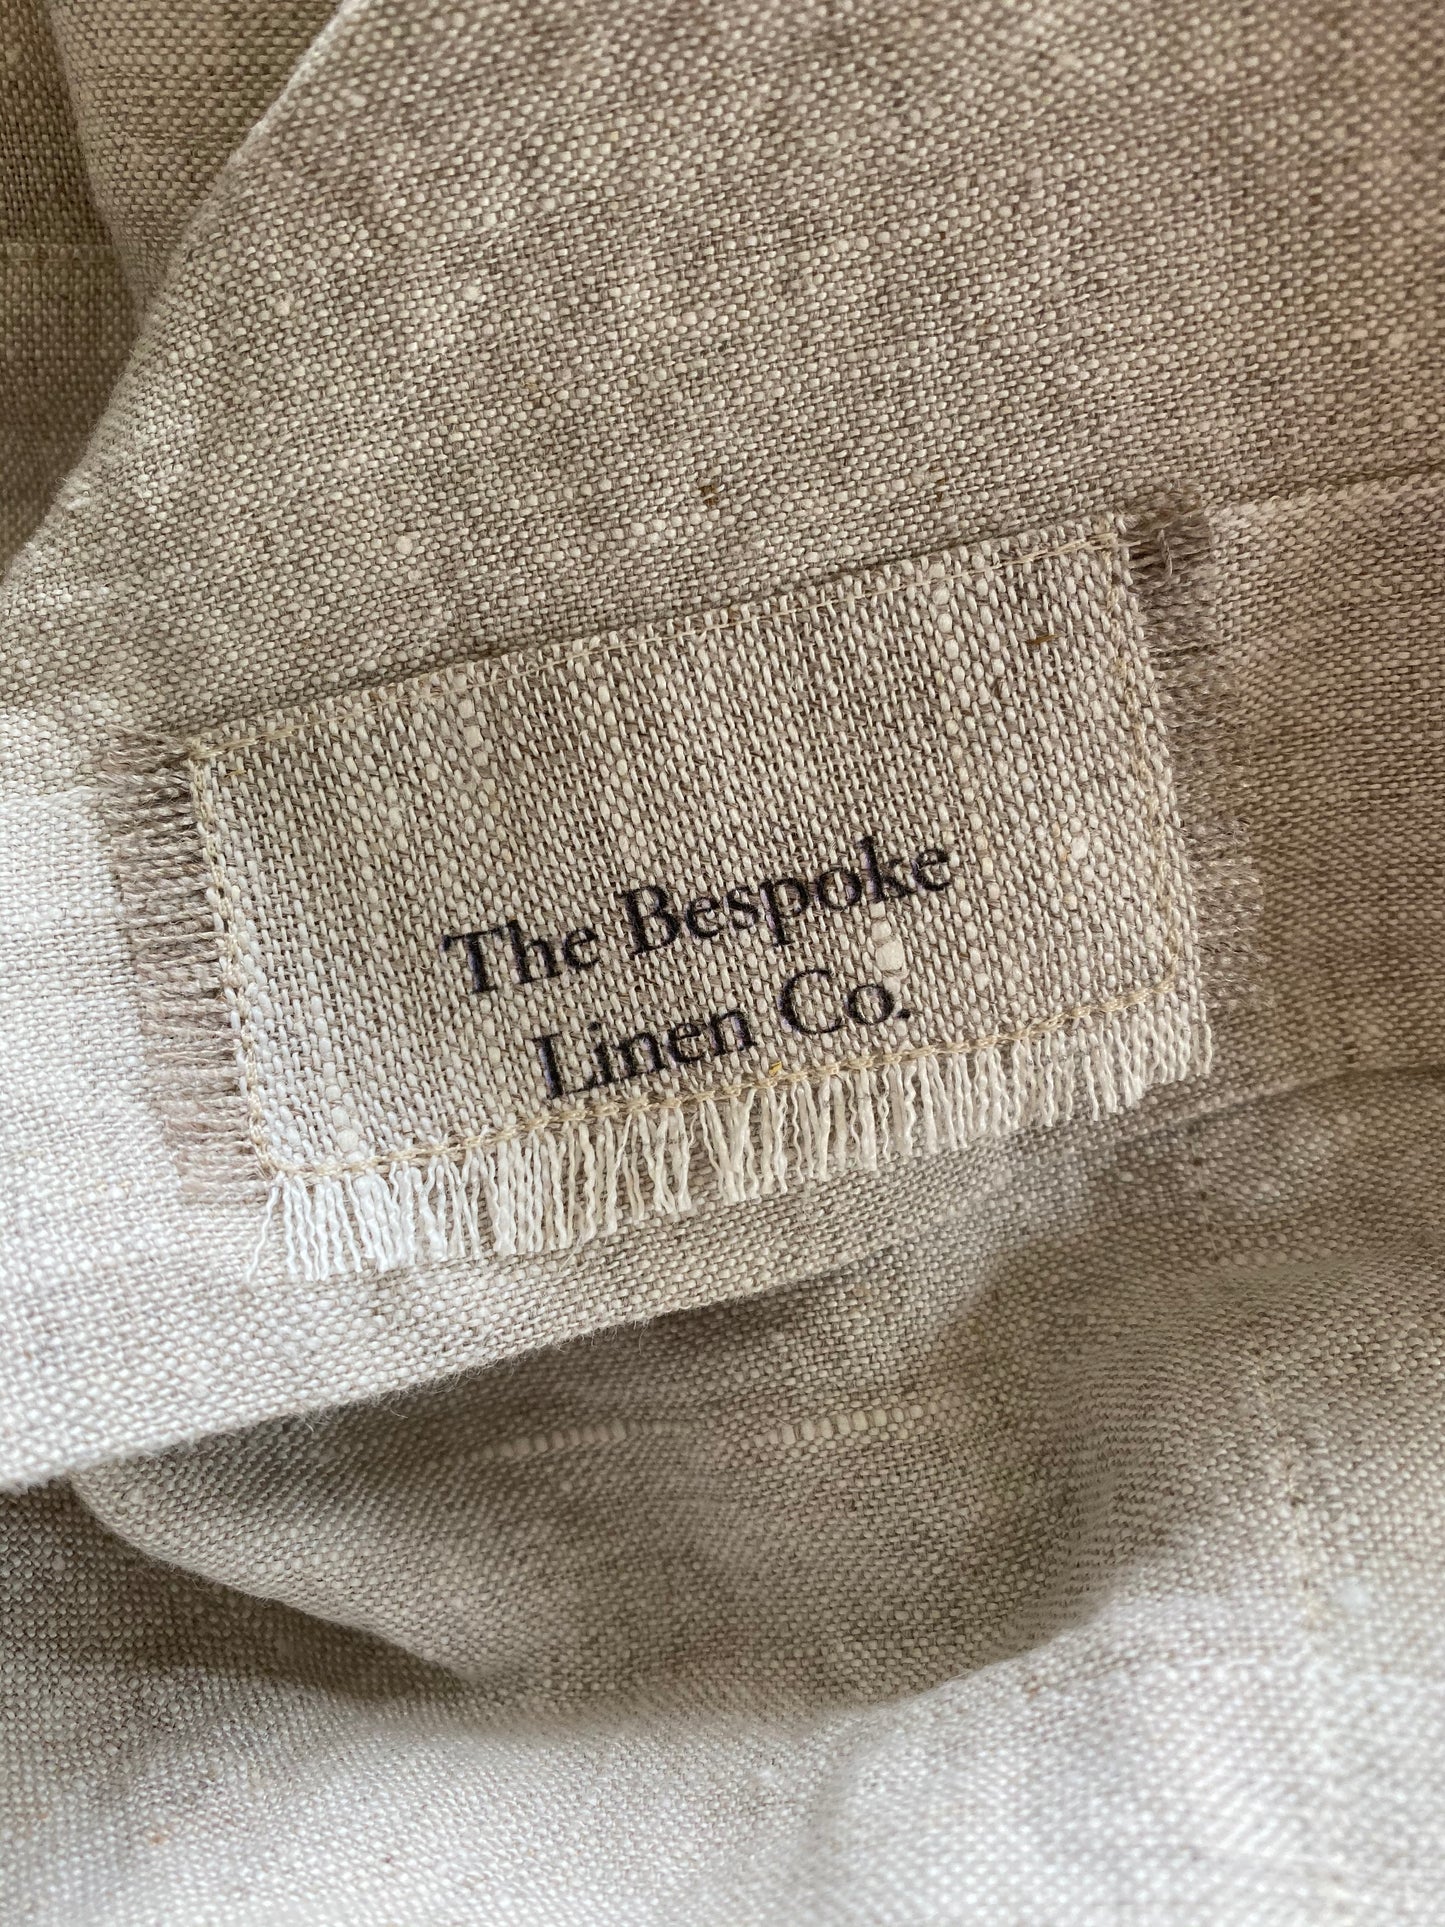 The Bespoke
Linen Co.